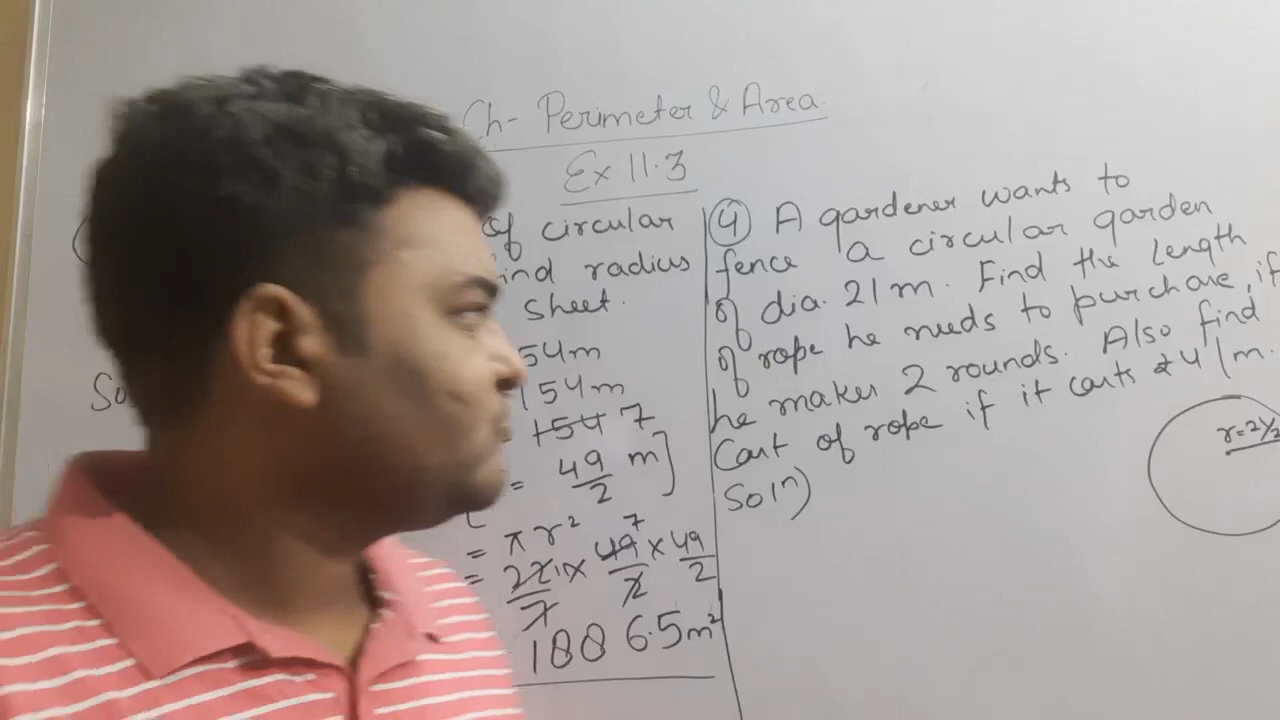 Ch- Perimeter & Area
Ex 11.3
of circular
ind radius
sheet.
54m
So
154m
= 154 7
= 49/2 m]
= πr²
= 22/7 × 49/2 7 × 49/2
1886.5m²
④ A gardener wants to
fence a circular garden
of dia. 21m. Find the length
of rope he needs to purchase, if
he makes 2 rounds. Also find
Cost of rope if it costs ₹4/m.
Soln)
r=21/2